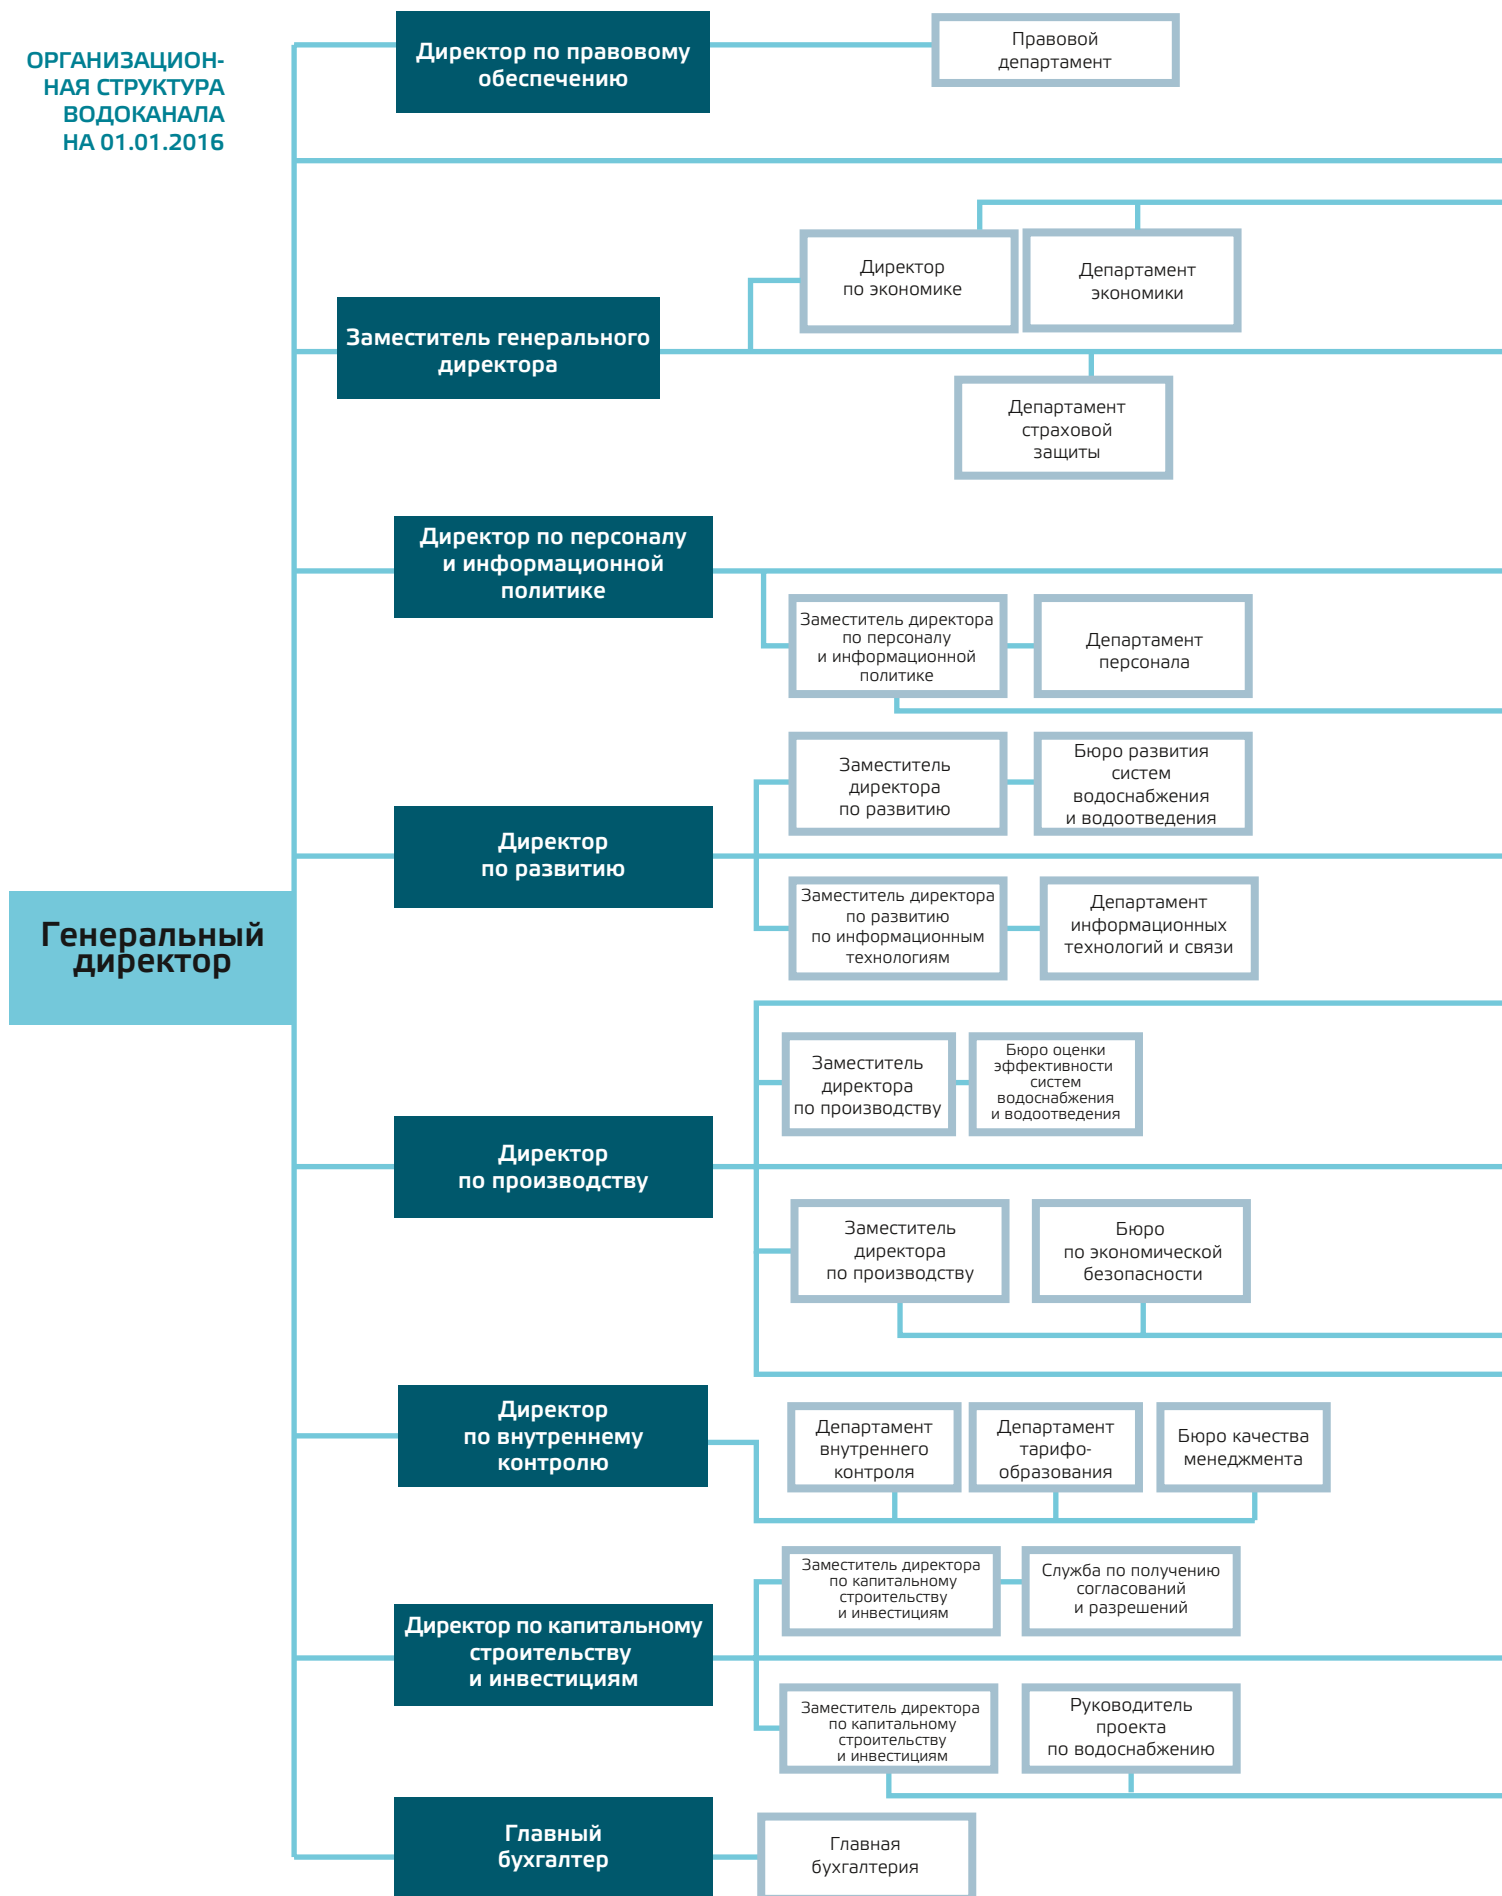 ОРГАНИЗАЦИОН-
НАЯ СТРУКТУРА
ВОДОКАНАЛА
НА 01.01.2016
Директор по правовому
обеспечению
Правовой
департамент
Директор
по экономике
Департамент
экономики
Заместитель генерального
директора
Департамент
страховой
защиты
Директор по персоналу
и информационной
политике
Заместитель директора
по персоналу
и информационной
политике
Департамент
персонала
Заместитель
директора
по развитию
Бюро развития
систем
водоснабжения
и водоотведения
Директор
по развитию
Заместитель директора
по развитию
по информационным
технологиям
Департамент
информационных
технологий и связи
Генеральный
директор
Заместитель
директора
по производству
Бюро оценки
эффективности
систем
водоснабжения
и водоотведения
Директор
по производству
Заместитель
директора
по производству
Бюро
по экономической
безопасности
Директор
по внутреннему
контролю
Департамент
внутреннего
контроля
Департамент
тарифо-
образования
Бюро качества
менеджмента
Заместитель директора
по капитальному
строительству
и инвестициям
Служба по получению
согласований
и разрешений
Директор по капитальному
строительству
и инвестициям
Заместитель директора
по капитальному
строительству
и инвестициям
Руководитель
проекта
по водоснабжению
Главный
бухгалтер
Главная
бухгалтерия